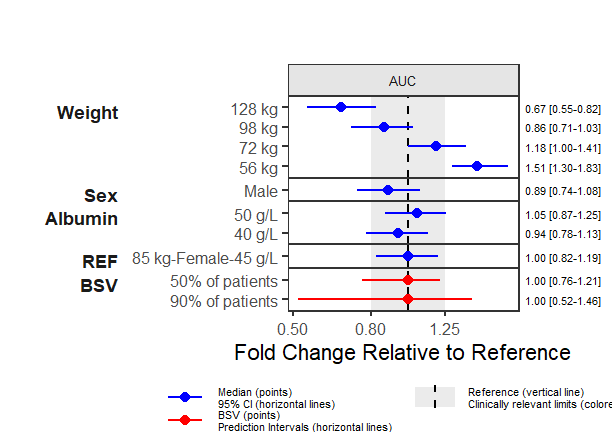 AUC
Weight
128 kg 0.67 [0.55-0.82]
98 kg 0.86 [0.71-1.03]
72 kg 1.18 [1.00-1.41]
56 kg 1.51 [1.30-1.83]
Sex
Male 0.89 [0.74-1.08]
Albumin
50 g/L 1.05 [0.87-1.25]
40 g/L 0.94 [0.78-1.13]
REF
85 kg-Female-45 g/L 1.00 [0.82-1.19]
BSV
50% of patients 1.00 [0.76-1.21]
90% of patients 1.00 [0.52-1.46]
0.50 0.80 1.25
Fold Change Relative to Reference
Median (points)
95% CI (horizontal lines)
BSV (points)
Prediction Intervals (horizontal lines)
Reference (vertical line)
Clinically relevant limits (colore